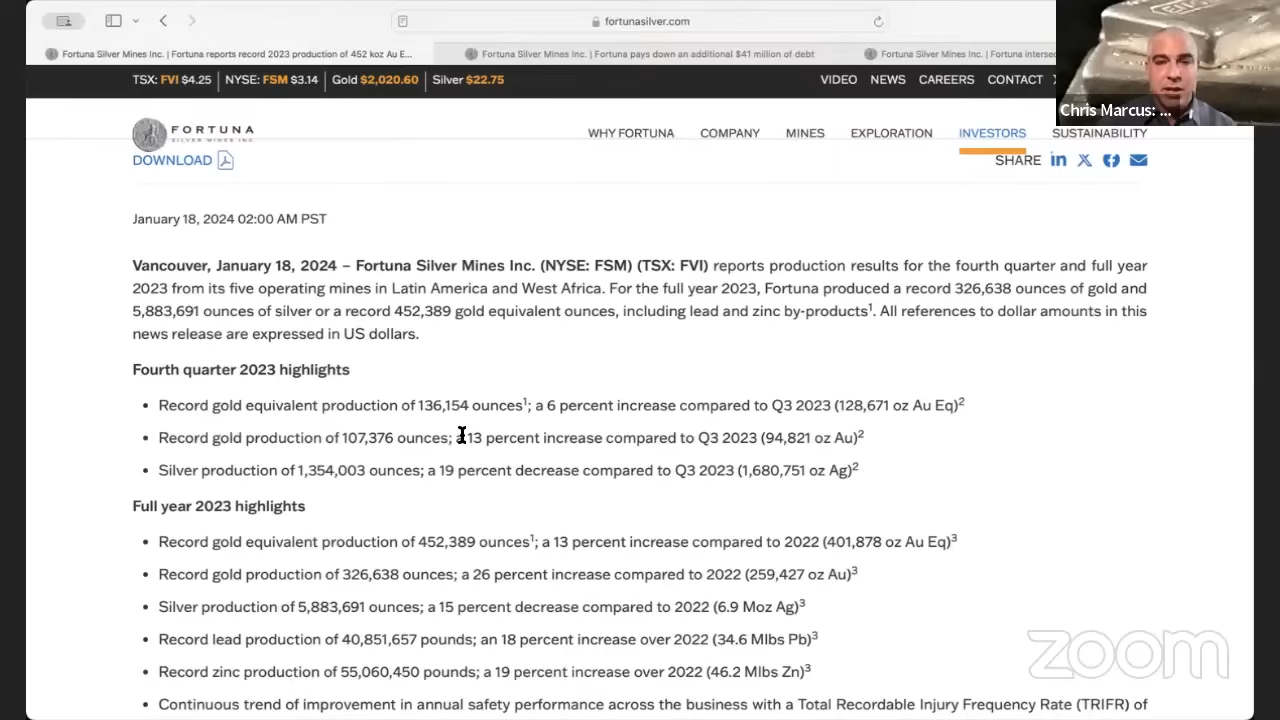 fortunasilver.com
Fortuna Silver Mines Inc. | Fortuna reports record 2023 production of 452 koz Au E...
Fortuna Silver Mines Inc. | Fortuna pays down an additional $41 million of debt
Fortuna Silver Mines Inc. | Fortuna interse
Chris Marcus: ...
TSX: FVI $4.25 | NYSE: FSM $3.14 | Gold $2,020.60 | Silver $22.75
VIDEO NEWS CAREERS CONTACT
FORTUNA
SILVER MINES INC.
WHY FORTUNA COMPANY MINES EXPLORATION INVESTORS SUSTAINABILITY
DOWNLOAD
SHARE
January 18, 2024 02:00 AM PST
Vancouver, January 18, 2024 – Fortuna Silver Mines Inc. (NYSE: FSM) (TSX: FVI) reports production results for the fourth quarter and full year
2023 from its five operating mines in Latin America and West Africa. For the full year 2023, Fortuna produced a record 326,638 ounces of gold and
5,883,691 ounces of silver or a record 452,389 gold equivalent ounces, including lead and zinc by-products¹. All references to dollar amounts in this
news release are expressed in US dollars.
Fourth quarter 2023 highlights
• Record gold equivalent production of 136,154 ounces¹; a 6 percent increase compared to Q3 2023 (128,671 oz Au Eq)²
• Record gold production of 107,376 ounces; a 13 percent increase compared to Q3 2023 (94,821 oz Au)²
• Silver production of 1,354,003 ounces; a 19 percent decrease compared to Q3 2023 (1,680,751 oz Ag)²
Full year 2023 highlights
• Record gold equivalent production of 452,389 ounces¹; a 13 percent increase compared to 2022 (401,878 oz Au Eq)³
• Record gold production of 326,638 ounces; a 26 percent increase compared to 2022 (259,427 oz Au)³
• Silver production of 5,883,691 ounces; a 15 percent decrease compared to 2022 (6.9 Moz Ag)³
• Record lead production of 40,851,657 pounds; an 18 percent increase over 2022 (34.6 Mlbs Pb)³
• Record zinc production of 55,060,450 pounds; a 19 percent increase over 2022 (46.2 Mlbs Zn)³
• Continuous trend of improvement in annual safety performance across the business with a Total Recordable Injury Frequency Rate (TRIFR) of
zoom